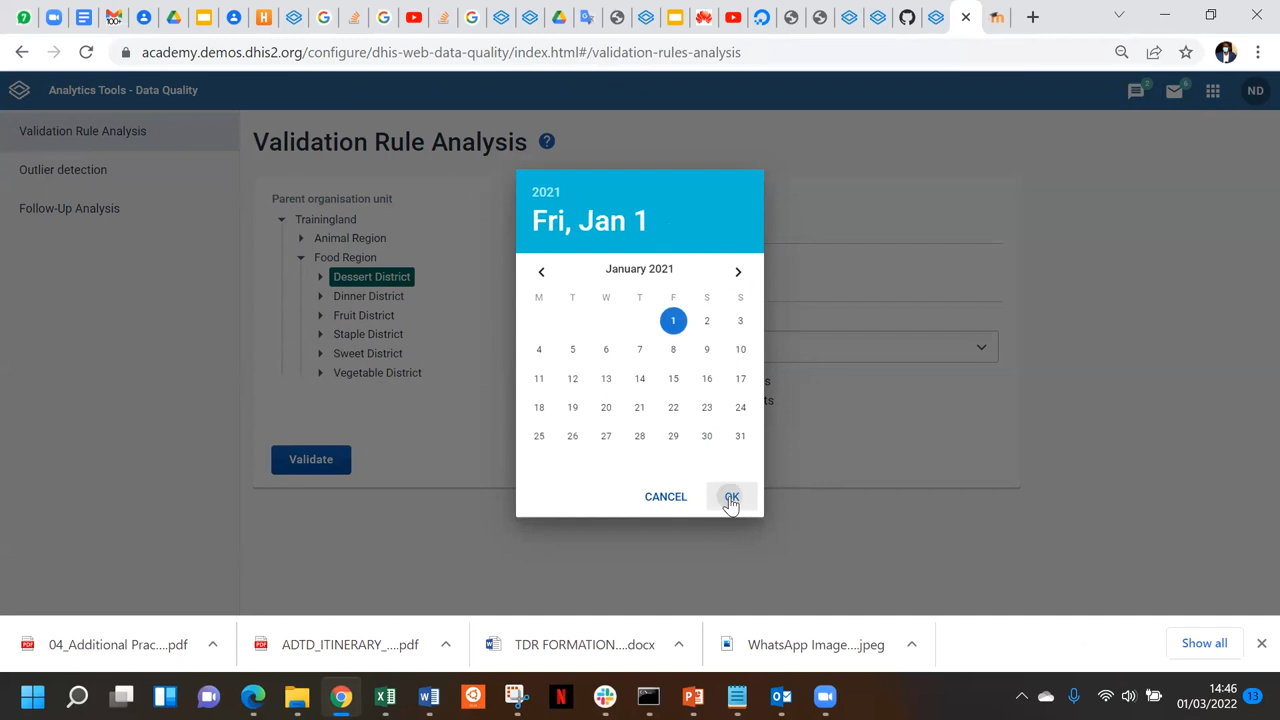 academy.demos.dhis2.org/configure/dhis-web-data-quality/index.html#/validation-rules-analysis
Analytics Tools - Data Quality
2
6
ND
Validation Rule Analysis
Outlier detection
Follow-Up Analysis
Validation Rule Analysis
Parent organisation unit
Trainingland
Animal Region
Food Region
Dessert District
Dinner District
Fruit District
Staple District
Sweet District
Vegetable District
Validate
2021
Fri, Jan 1
January 2021
M T W T F S S
1 2 3
4 5 6 7 8 9 10
11 12 13 14 15 16 17
18 19 20 21 22 23 24
25 26 27 28 29 30 31
CANCEL OK
s
ts
04_Additional Prac....pdf
ADTD_ITINERARY_....pdf
TDR FORMATION....docx
WhatsApp Image....jpeg
Show all
14:46
01/03/2022
13